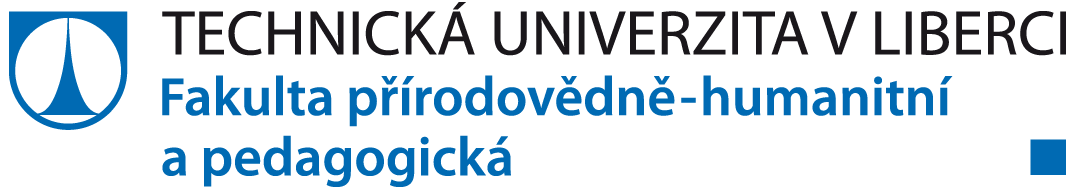 TECHNICKÁ UNIVERZITA V LIBERCI
Fakulta přírodovědně-humanitní
a pedagogická